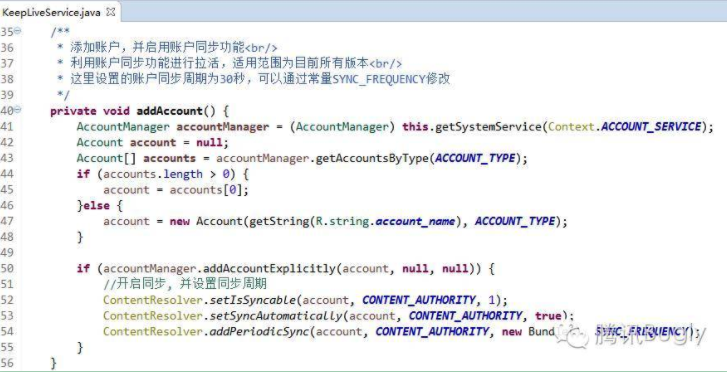 KeepLiveService.java
35 /**
36 * 添加账户，并启用账户同步功能<br/>
37 * 利用账户同步功能进行拉活，适用范围为目前所有版本<br/>
38 * 这里设置的账户同步周期为30秒，可以通过常量SYNC_FREQUENCY修改
39 */
40 private void addAccount() {
41 AccountManager accountManager = (AccountManager) this.getSystemService(Context.ACCOUNT_SERVICE);
42 Account account = null;
43 Account[] accounts = accountManager.getAccountsByType(ACCOUNT_TYPE);
44 if (accounts.length > 0) {
45 account = accounts[0];
46 }else {
47 account = new Account(getString(R.string.account_name), ACCOUNT_TYPE);
48 }
49
50 if (accountManager.addAccountExplicitly(account, null, null)) {
51 //开启同步, 并设置同步周期
52 ContentResolver.setIsSyncable(account, CONTENT_AUTHORITY, 1);
53 ContentResolver.setSyncAutomatically(account, CONTENT_AUTHORITY, true);
54 ContentResolver.addPeriodicSync(account, CONTENT_AUTHORITY, new Bund SYNC_FREQUENCY);
腾讯Bugly
55 }
56 }